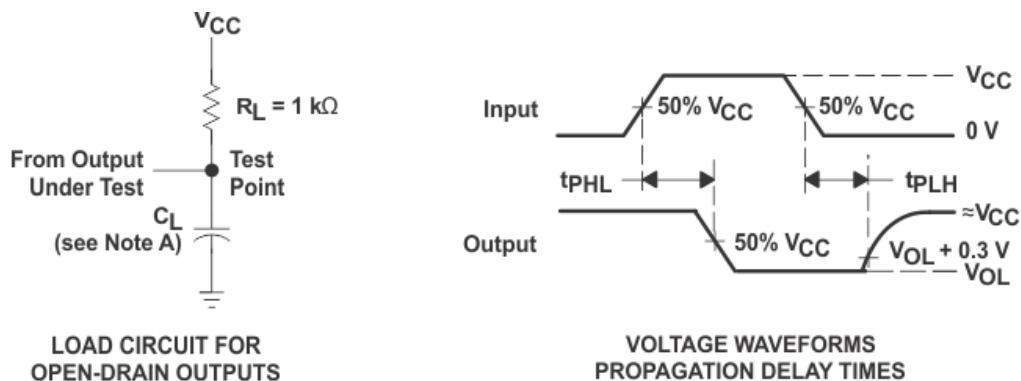 VCC
RL = 1 kΩ
From Output
Under Test
Test
Point
CL
(see Note A)
LOAD CIRCUIT FOR
OPEN-DRAIN OUTPUTS
Input
50% VCC
50% VCC
VCC
0 V
tPHL
tPLH
Output
50% VCC
≈VCC
VOL + 0.3 V
VOL
VOLTAGE WAVEFORMS
PROPAGATION DELAY TIMES